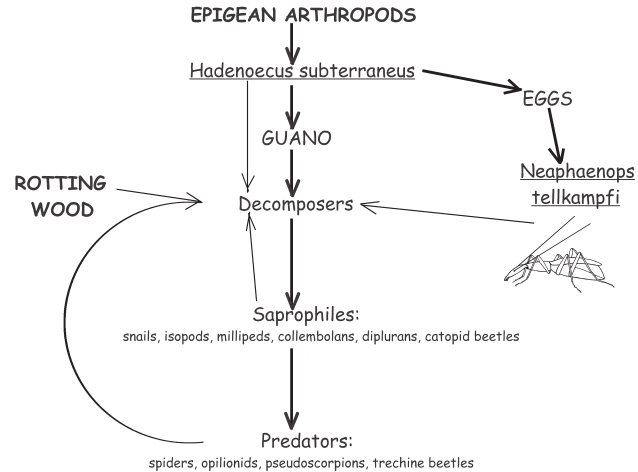 EPIGEAN ARTHROPODS
Hadenoecus subterraneus
EGGS
GUANO
Neaphaenops
tellkampfi
ROTTING
WOOD
Decomposers
Saprophiles:
snails, isopods, millipeds, collembolans, diplurans, catopid beetles
Predators:
spiders, opilionids, pseudoscorpions, trechine beetles